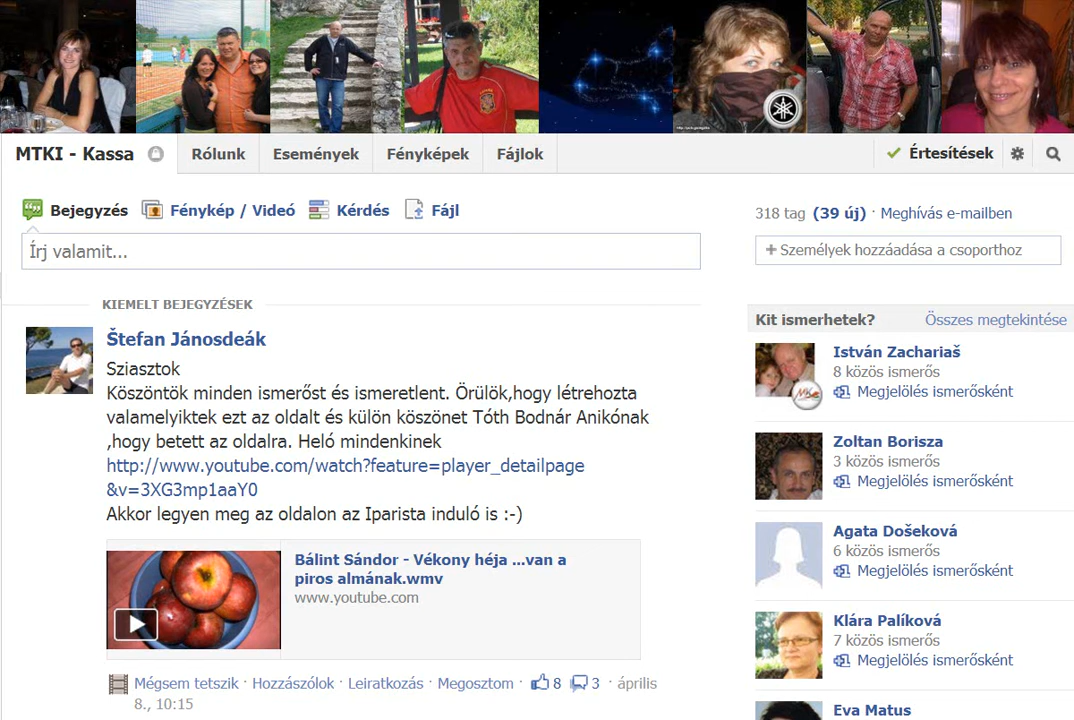 MTKI - Kassa
Rólunk
Események
Fényképek
Fájlok
Értesítések
Bejegyzés
Fénykép / Videó
Kérdés
Fájl
318 tag (39 új) · Meghívás e-mailben
Írj valamit...
+ Személyek hozzáadása a csoporthoz
KIEMELT BEJEGYZÉSEK
Štefan Jánosdeák
Sziasztok
Köszöntök minden ismerőst és ismeretlent. Örülök,hogy létrehozta
valamelyiktek ezt az oldalt és külön köszönet Tóth Bodnár Anikónak
,hogy betett az oldalra. Heló mindenkinek
http://www.youtube.com/watch?feature=player_detailpage
&v=3XG3mp1aaY0
Akkor legyen meg az oldalon az Iparista induló is :-)
Bálint Sándor - Vékony héja ...van a
piros almának.wmv
www.youtube.com
Mégsem tetszik · Hozzászólok · Leiratkozás · Megosztom · 8 3 · április
8., 10:15
Kit ismerhetek?
Összes megtekintése
István Zachariaš
8 közös ismerős
Megjelölés ismerősként
Zoltan Borisza
3 közös ismerős
Megjelölés ismerősként
Agata Došeková
6 közös ismerős
Megjelölés ismerősként
Klára Palíková
7 közös ismerős
Megjelölés ismerősként
Eva Matus